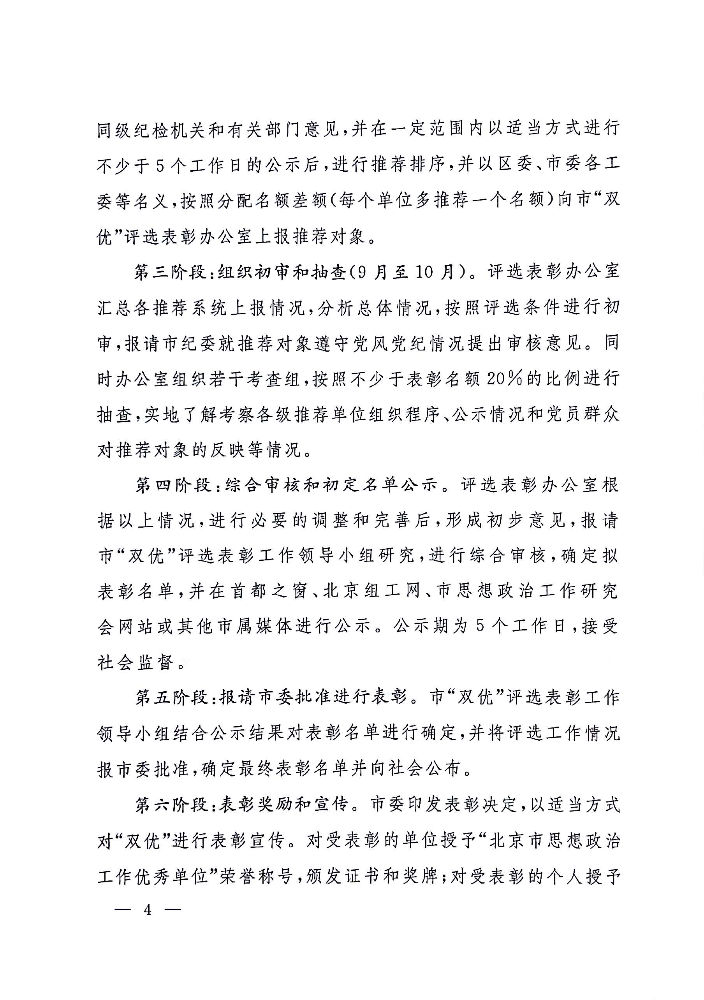 同级纪检机关和有关部门意见,并在一定范围内以适当方式进行
不少于5个工作日的公示后,进行推荐排序,并以区委、市委各工
委等名义,按照分配名额差额(每个单位多推荐一个名额)向市“双
优”评选表彰办公室上报推荐对象。
第三阶段:组织初审和抽查(9月至10月)。评选表彰办公室
汇总各推荐系统上报情况,分析总体情况,按照评选条件进行初
审,报请市纪委就推荐对象遵守党风党纪情况提出审核意见。同
时办公室组织若干考查组,按照不少于表彰名额20%的比例进行
抽查,实地了解考察各级推荐单位组织程序、公示情况和党员群众
对推荐对象的反映等情况。
第四阶段:综合审核和初定名单公示。评选表彰办公室根
据以上情况,进行必要的调整和完善后,形成初步意见,报请
市“双优”评选表彰工作领导小组研究,进行综合审核,确定拟
表彰名单,并在首都之窗、北京组工网、市思想政治工作研究
会网站或其他市属媒体进行公示。公示期为5个工作日,接受
社会监督。
第五阶段:报请市委批准进行表彰。市“双优”评选表彰工作
领导小组结合公示结果对表彰名单进行确定,并将评选工作情况
报市委批准,确定最终表彰名单并向社会公布。
第六阶段:表彰奖励和宣传。市委印发表彰决定,以适当方式
对“双优”进行表彰宣传。对受表彰的单位授予“北京市思想政治
工作优秀单位”荣誉称号,颁发证书和奖牌;对受表彰的个人授予
— 4 —